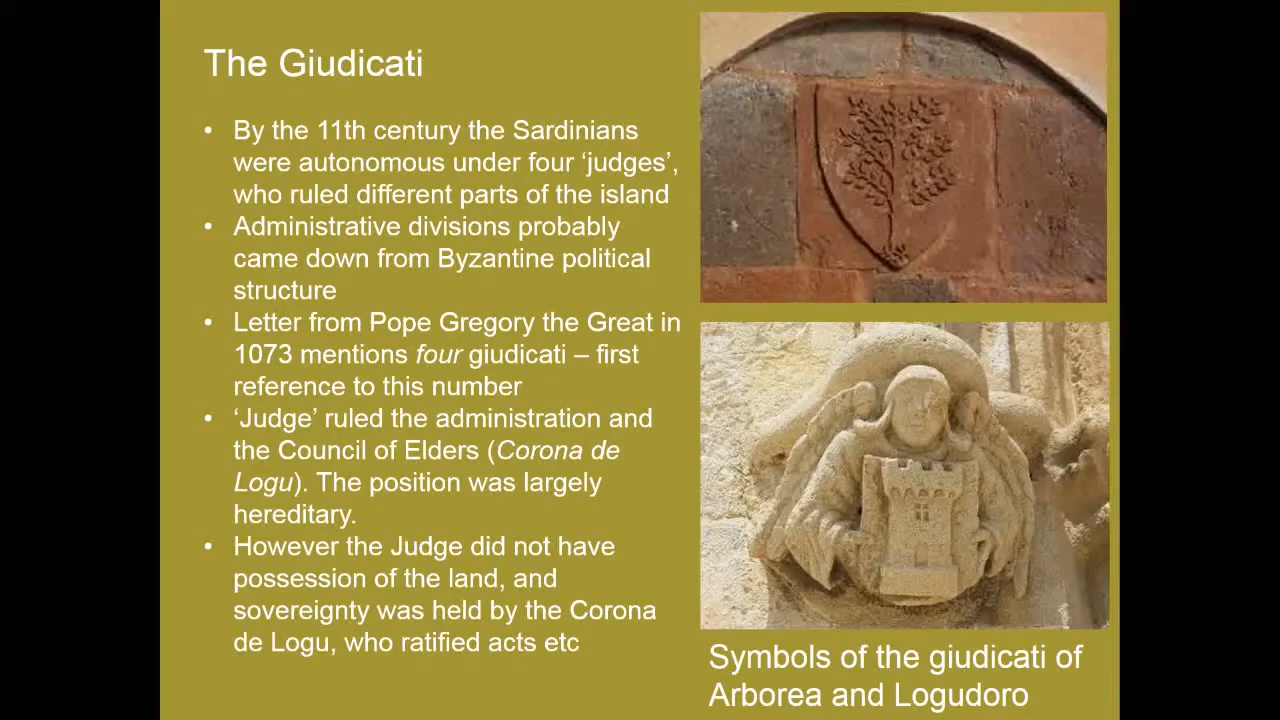 The Giudicati
• By the 11th century the Sardinians
were autonomous under four ‘judges’,
who ruled different parts of the island
• Administrative divisions probably
came down from Byzantine political
structure
• Letter from Pope Gregory the Great in
1073 mentions four giudicati – first
reference to this number
• ‘Judge’ ruled the administration and
the Council of Elders (Corona de
Logu). The position was largely
hereditary.
• However the Judge did not have
possession of the land, and
sovereignty was held by the Corona
de Logu, who ratified acts etc
Symbols of the giudicati of
Arborea and Logudoro